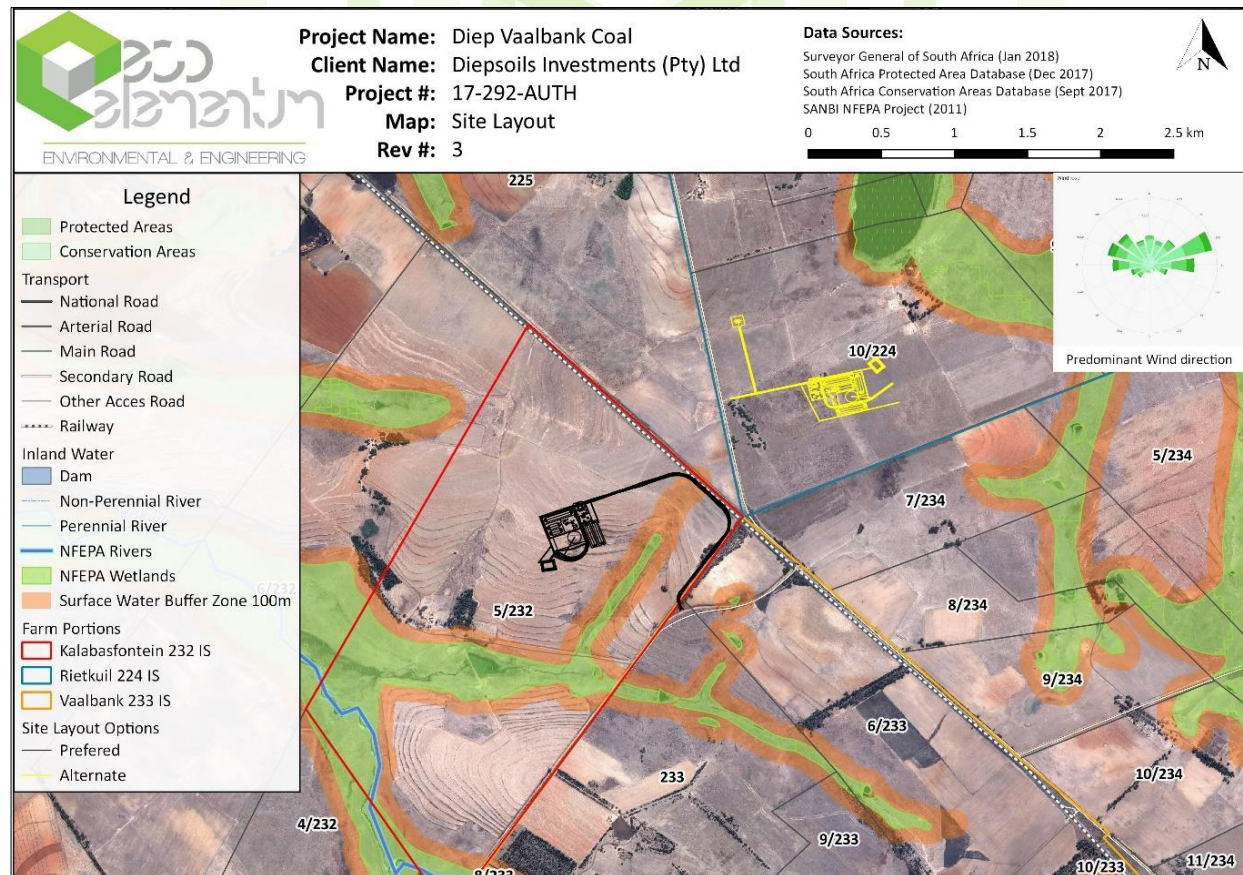 eco
elementum
ENVIRONMENTAL & ENGINEERING
Project Name: Diep Vaalbank Coal
Client Name: Diepsoils Investments (Pty) Ltd
Project #: 17-292-AUTH
Map: Site Layout
Rev #: 3
Data Sources:
Surveyor General of South Africa (Jan 2018)
South Africa Protected Area Database (Dec 2017)
South Africa Conservation Areas Database (Sept 2017)
SANBI NFEPA Project (2011)
0 0.5 1 1.5 2 2.5 km
N
Legend
Protected Areas
Conservation Areas
Transport
National Road
Arterial Road
Main Road
Secondary Road
Other Acces Road
Railway
Inland Water
Dam
Non-Perennial River
Perennial River
NFEPA Rivers
NFEPA Wetlands
Surface Water Buffer Zone 100m
Farm Portions
Kalabasfontein 232 IS
Rietkuil 224 IS
Vaalbank 233 IS
Site Layout Options
Prefered
Alternate
225
Predominant Wind direction
10/224
5/234
7/234
6/232
5/232
8/234
9/234
6/233
233
10/234
4/232
9/233
8/233
10/233
11/234